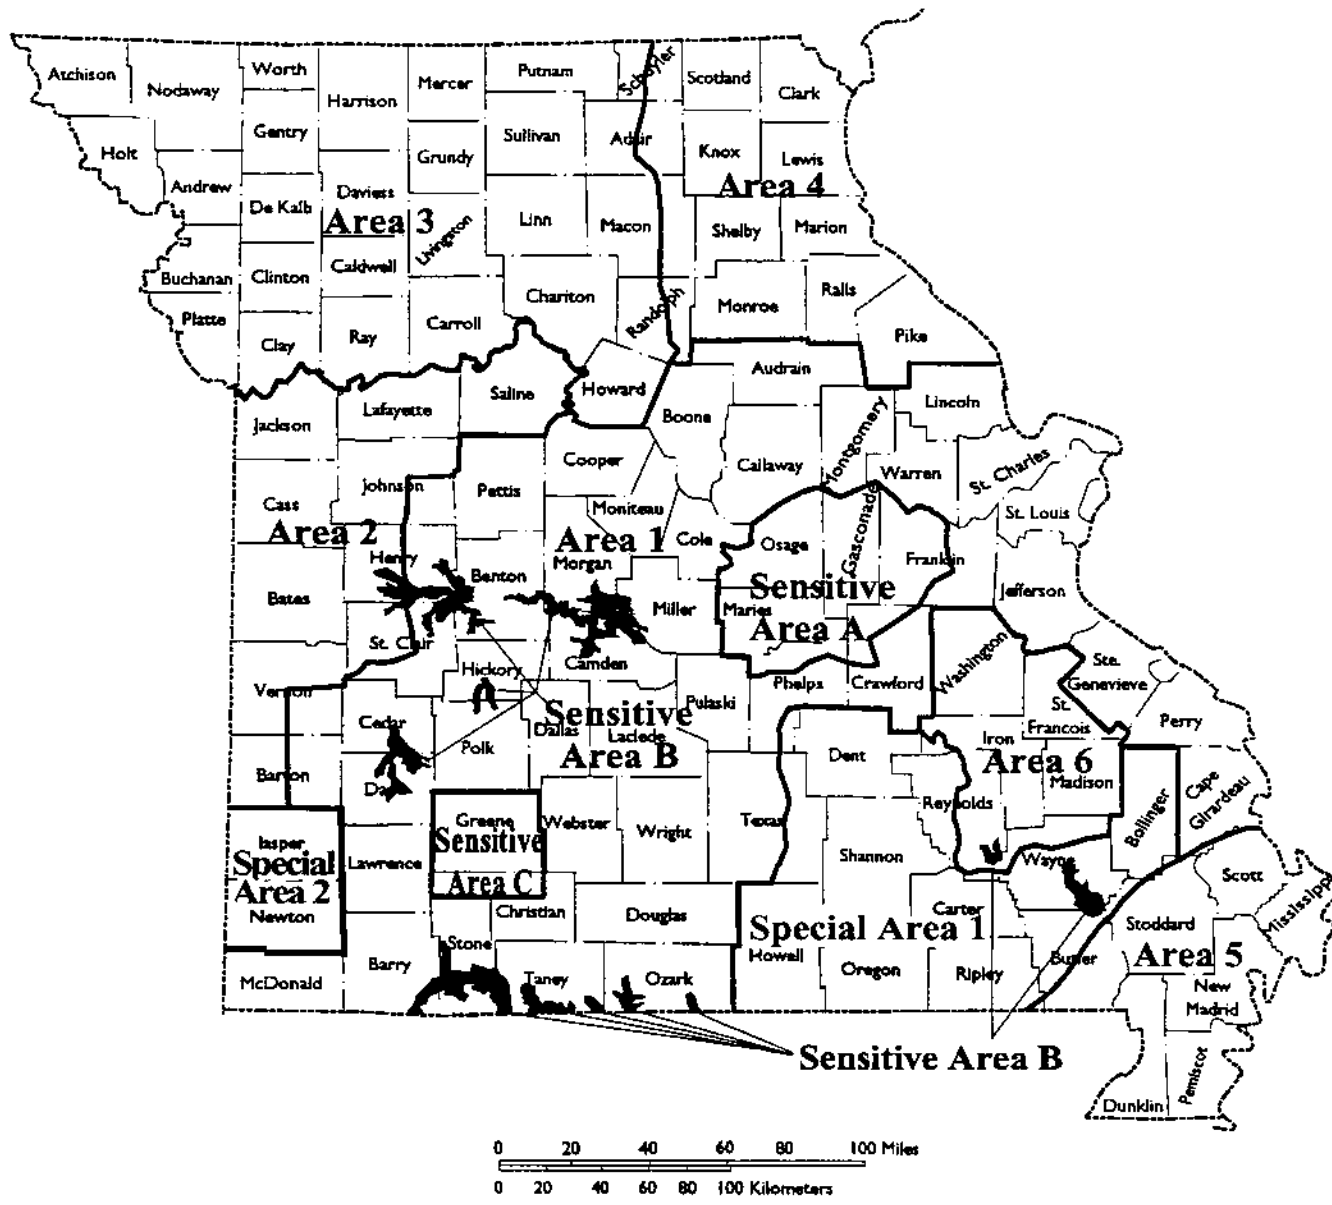 Atchison
Nodaway
Worth
Harrison
Mercer
Putnam
Schuyler
Scotland
Clark
Gentry
Sullivan
Adair
Knox
Lewis
Holt
Andrew
De Kalb
Daviess
Grundy
Area 4
Area 3
Livingston
Linn
Macon
Shelby
Marion
Buchanan
Clinton
Caldwell
Chariton
Randolph
Monroe
Ralls
Platte
Clay
Ray
Carroll
Pike
Audrain
Saline
Howard
Jackson
Lafayette
Boone
Lincoln
Montgomery
Cooper
Callaway
Warren
St. Charles
Cass
Johnson
Pettis
Moniteau
St. Louis
Area 2
Area 1
Cole
Osage
Gasconade
Franklin
Henry
Benton
Morgan
Bates
Miller
Maries
Sensitive
Area A
Jefferson
St. Clair
Hickory
Camden
Washington
Ste.
Genevieve
Vernon
Phelps
Crawford
Pulaski
St.
Francois
Perry
Cedar
Polk
Dallas
Laclede
Sensitive
Area B
Dent
Iron
Area 6
Madison
Barton
Da
Reynolds
Bollinger
Cape
Girardeau
Jasper
Special
Area 2
Newton
Lawrence
Greene
Sensitive
Area C
Webster
Wright
Texas
Shannon
Wayne
Scott
Mississippi
Christian
Douglas
Carter
Stoddard
Special Area 1
Area 5
McDonald
Barry
Stone
Taney
Ozark
Howell
Oregon
Ripley
Butler
New
Madrid
Sensitive Area B
Pemiscot
Dunklin
0 20 40 60 80 100 Miles
0 20 40 60 80 100 Kilometers